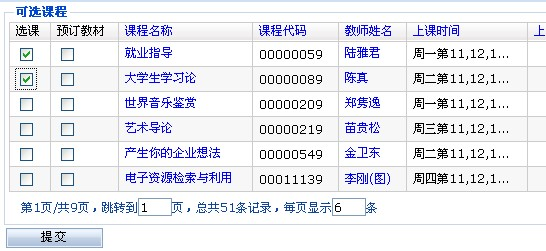 可选课程
选课 预订教材 课程名称 课程代码 教师姓名 上课时间 上
就业指导 00000059 陆雅君 周一第11,12,1...
大学生学习论 00000089 陈真 周二第11,12,1...
世界音乐鉴赏 00000209 郑隽逸 周一第11,12,1...
艺术导论 00000219 苗贵松 周三第11,12,1...
产生你的企业想法 00000549 金卫东 周二第11,12,1...
电子资源检索与利用 00011139 李刚(图) 周四第11,12,1...
第1页/共9页，跳转到1页，总共51条记录，每页显示6条
提交